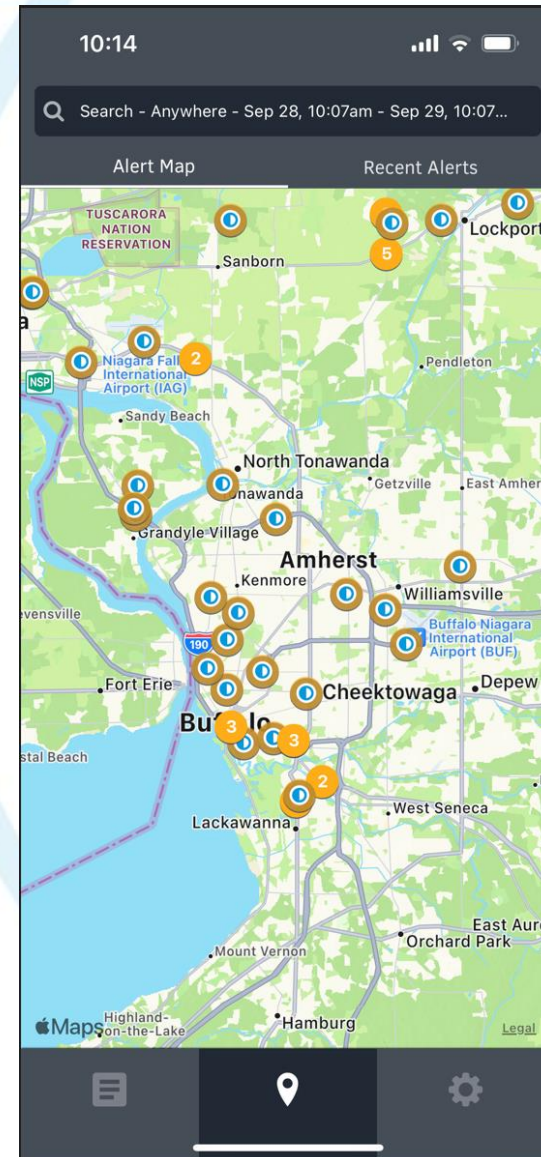 10:14
Search - Anywhere - Sep 28, 10:07am - Sep 29, 10:07...
Alert Map
Recent Alerts
TUSCARORA
NATION
RESERVATION
Lockport
Sanborn
5
a
2
Niagara Fall
International
Airport (IAG)
Pendleton
NSP
Sandy Beach
North Tonawanda
nawanda
Getzville
East Amher
Grandyle Village
Amherst
Kenmore
Williamsville
evensville
Buffalo Niagara
International
Airport (BUF)
190
Fort Erie
Cheektowaga
Depew
Bu
lo
3
3
stal Beach
2
West Seneca
Lackawanna
East Aur
Orchard Park
Mount Vernon
Highland-
Maps
on-the-Lake
Hamburg
Legal